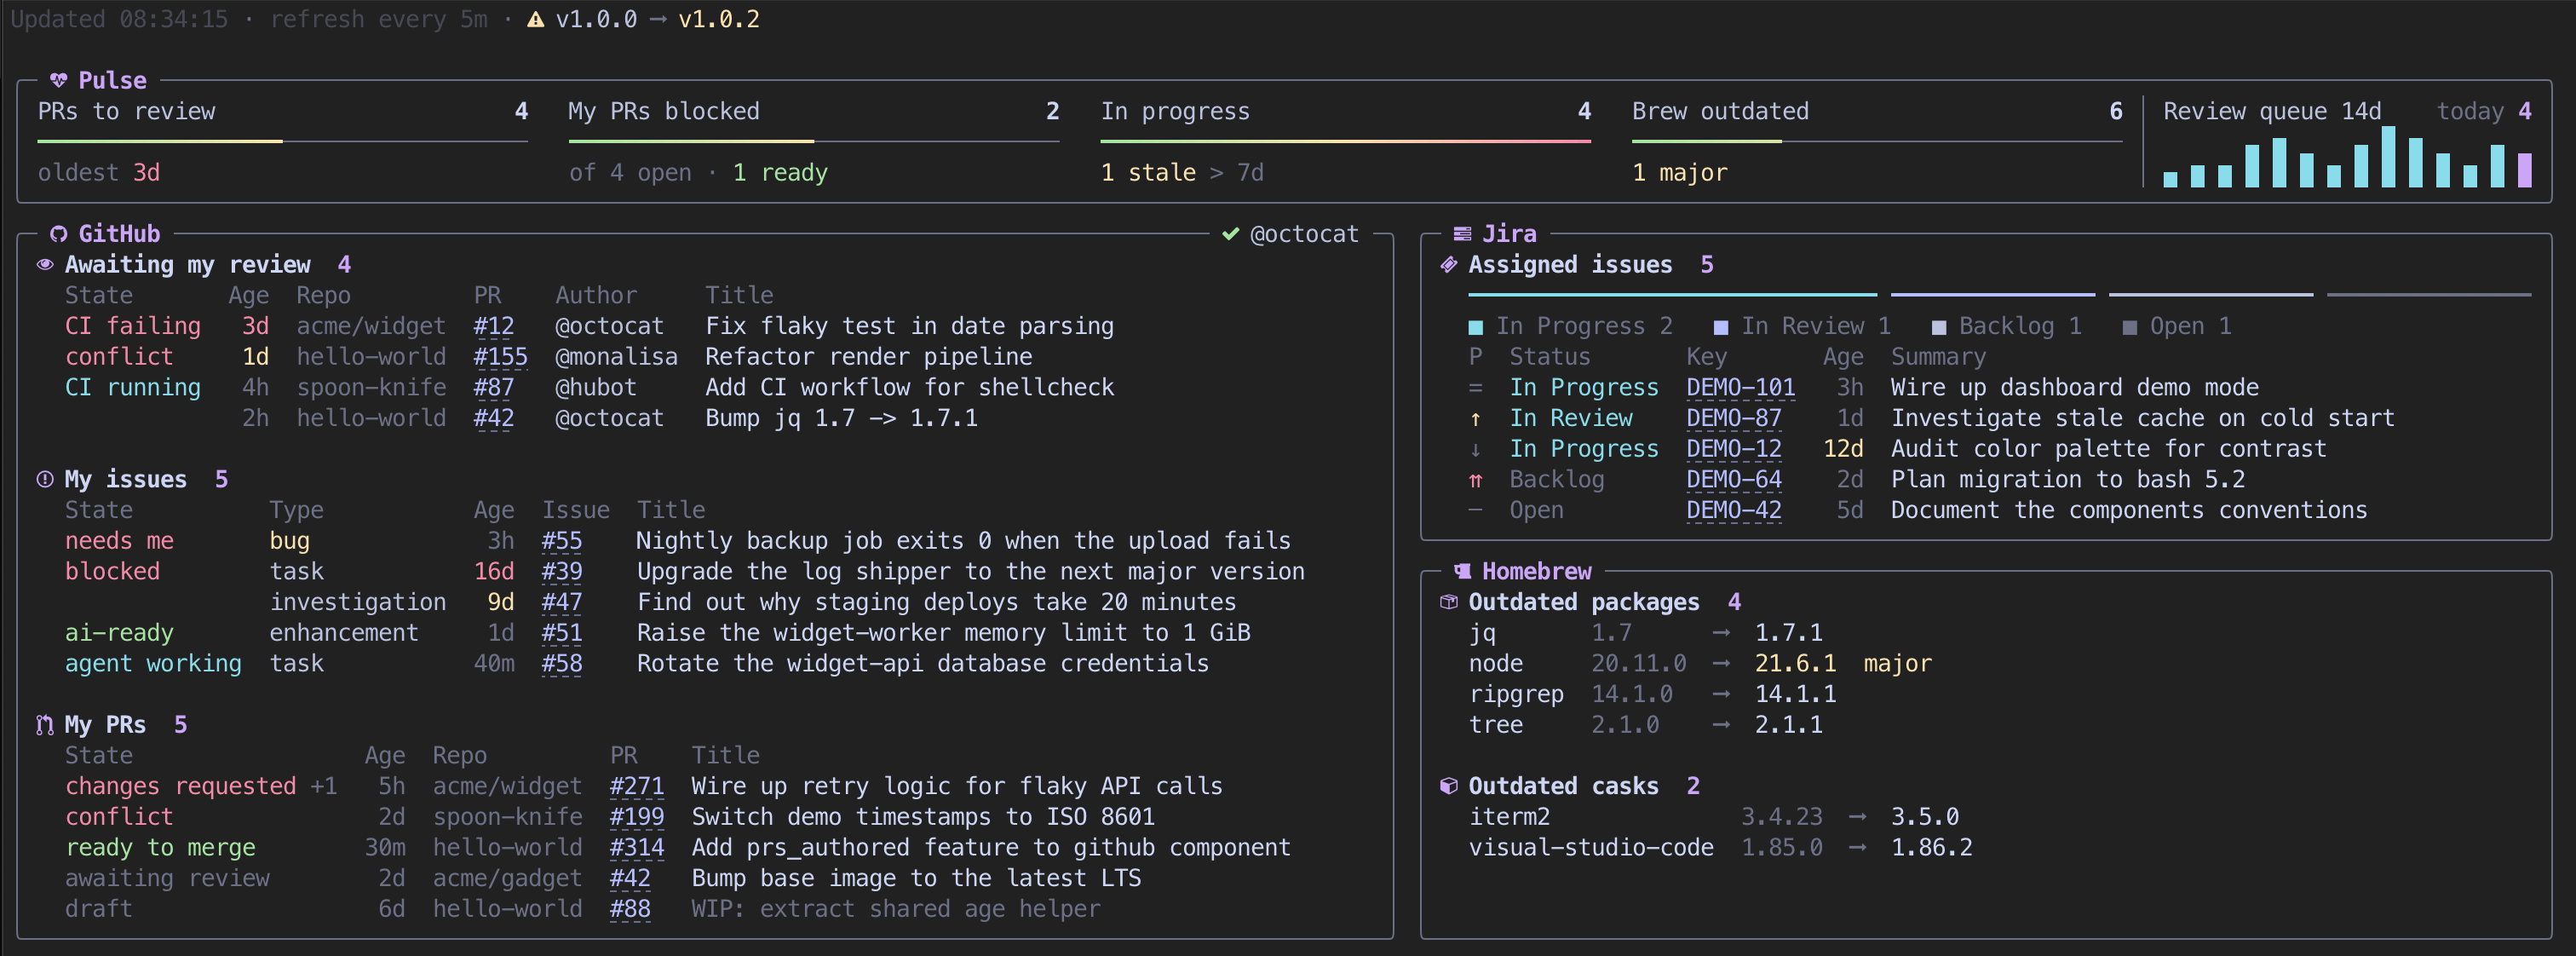 Updated 08:34:15 · refresh every 5m · ⚠ v1.0.0 → v1.0.2
Pulse
PRs to review 4 My PRs blocked 2 In progress 4 Brew outdated 6 Review queue 14d today 4
oldest 3d of 4 open · 1 ready 1 stale > 7d 1 major
GitHub ✔ @octocat
Awaiting my review 4
State Age Repo PR Author Title
CI failing 3d acme/widget #12 @octocat Fix flaky test in date parsing
conflict 1d hello-world #155 @monalisa Refactor render pipeline
CI running 4h spoon-knife #87 @hubot Add CI workflow for shellcheck
2h hello-world #42 @octocat Bump jq 1.7 -> 1.7.1
My issues 5
State Type Age Issue Title
needs me bug 3h #55 Nightly backup job exits 0 when the upload fails
blocked task 16d #39 Upgrade the log shipper to the next major version
investigation 9d #47 Find out why staging deploys take 20 minutes
ai-ready enhancement 1d #51 Raise the widget-worker memory limit to 1 GiB
agent working task 40m #58 Rotate the widget-api database credentials
My PRs 5
State Age Repo PR Title
changes requested +1 5h acme/widget #271 Wire up retry logic for flaky API calls
conflict 2d spoon-knife #199 Switch demo timestamps to ISO 8601
ready to merge 30m hello-world #314 Add prs_authored feature to github component
awaiting review 2d acme/gadget #42 Bump base image to the latest LTS
draft 6d hello-world #88 WIP: extract shared age helper
Jira
Assigned issues 5
In Progress 2 In Review 1 Backlog 1 Open 1
P Status Key Age Summary
= In Progress DEMO-101 3h Wire up dashboard demo mode
↑ In Review DEMO-87 1d Investigate stale cache on cold start
↓ In Progress DEMO-12 12d Audit color palette for contrast
⇈ Backlog DEMO-64 2d Plan migration to bash 5.2
− Open DEMO-42 5d Document the components conventions
Homebrew
Outdated packages 4
jq 1.7 → 1.7.1
node 20.11.0 → 21.6.1 major
ripgrep 14.1.0 → 14.1.1
tree 2.1.0 → 2.1.1
Outdated casks 2
iterm2 3.4.23 → 3.5.0
visual-studio-code 1.85.0 → 1.86.2